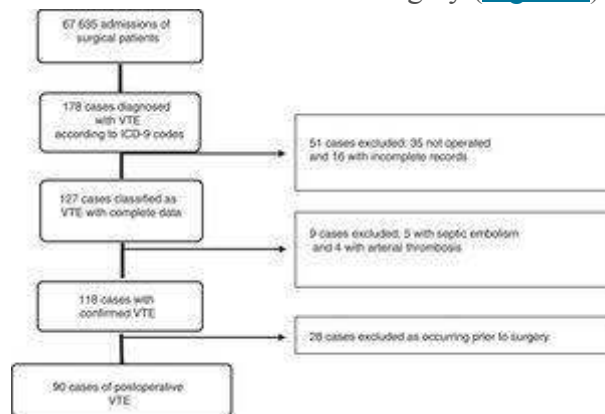 67 635 admissions of
surgical patients
178 cases diagnosed
with VTE
according to ICD-9 codes
51 cases excluded: 35 not operated
and 16 with incomplete records
127 cases classified as
VTE with complete data
9 cases excluded; 5 with septic embolism
and 4 with arterial thrombosis
118 cases with
confirmed VTE
28 cases excluded as occurring prior to surgery
90 cases of postoperative
VTE